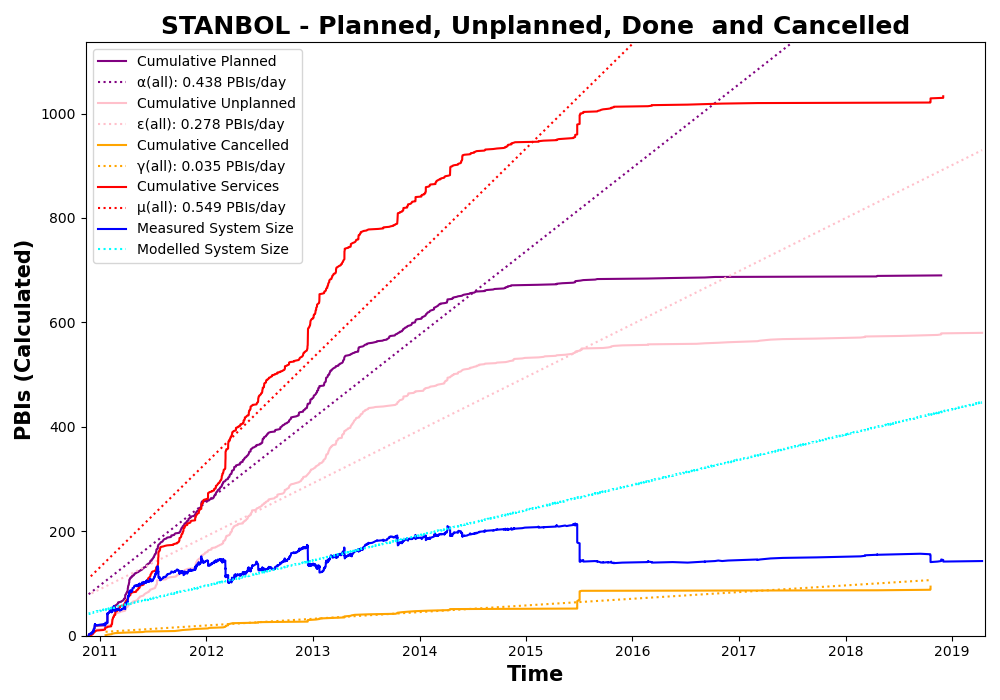 STANBOL - Planned, Unplanned, Done  and Cancelled
Cumulative Planned
α(all): 0.438 PBIs/day
Cumulative Unplanned
ε(all): 0.278 PBIs/day
Cumulative Cancelled
γ(all): 0.035 PBIs/day
Cumulative Services
μ(all): 0.549 PBIs/day
Measured System Size
Modelled System Size
PBIs (Calculated)
1000
800
600
400
200
0
2011 2012 2013 2014 2015 2016 2017 2018 2019
Time